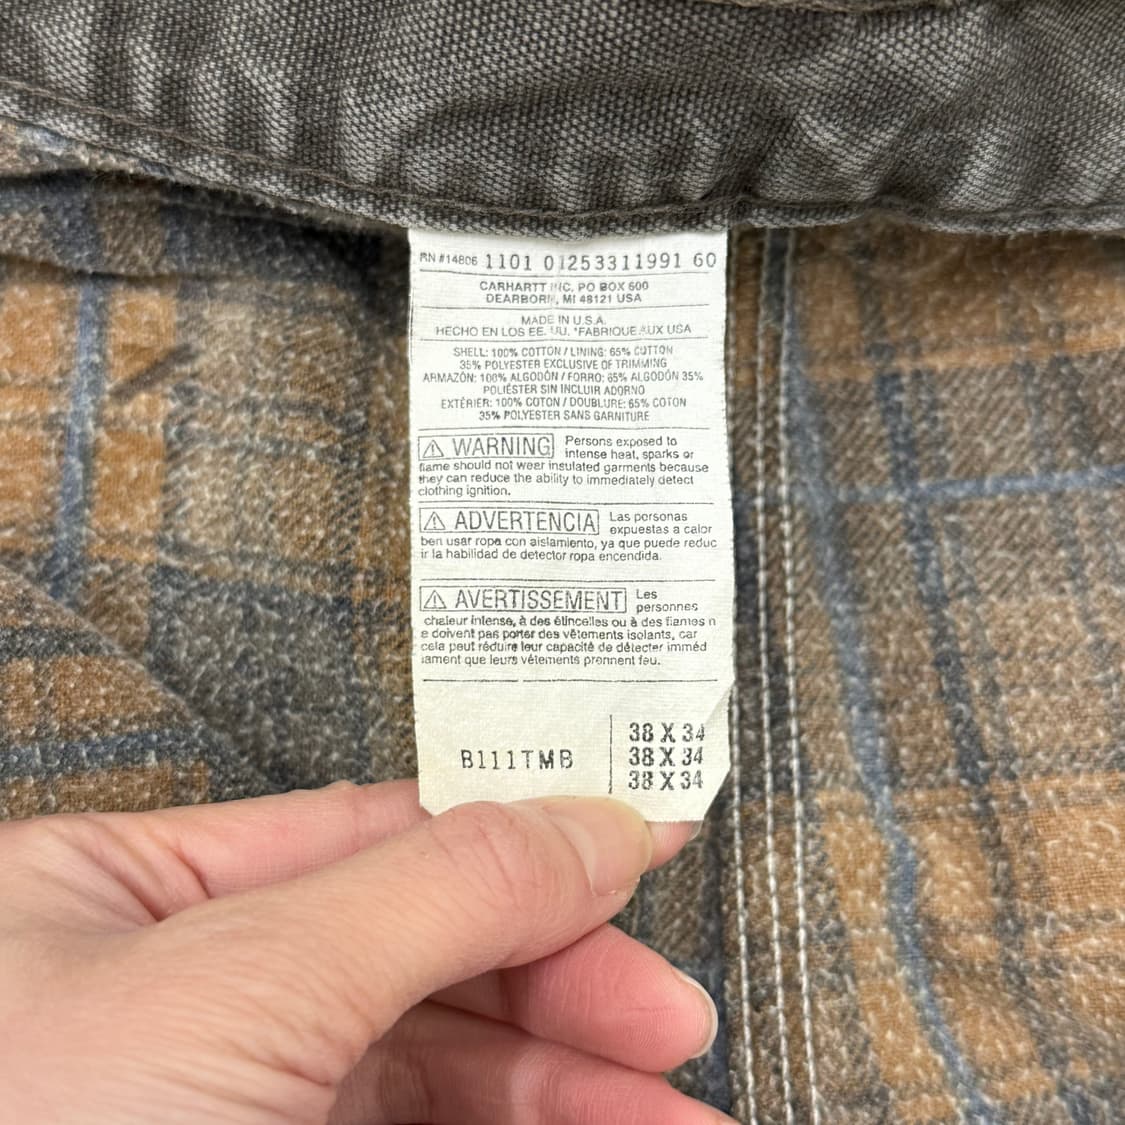 RN #14806 1101 01253311991 60
CARHARTT INC. PO BOX 600
DEARBORN, MI 48121 USA
MADE IN U.S.A.
HECHO EN LOS EE. UU. *FABRIQUE AUX USA
SHELL: 100% COTTON / LINING: 65% COTTON
35% POLYESTER EXCLUSIVE OF TRIMMING
ARMAZÓN: 100% ALGODÓN / FORRO: 65% ALGODÓN 35%
POLIÉSTER SIN INCLUIR ADORNO
EXTÉRIER: 100% COTON / DOUBLURE: 65% COTON
35% POLYESTER SANS GARNITURE
⚠ WARNING Persons exposed to
intense heat, sparks or
flame should not wear insulated garments because
they can reduce the ability to immediately detect
clothing ignition.
⚠ ADVERTENCIA Las personas
expuestas a calor
ben usar ropa con aislamiento, ya que puede reduc
ir la habilidad de detector ropa encendida.
⚠ AVERTISSEMENT Les
personnes
chaleur intense, à des étincelles ou à des flames n
e doivent pas porter des vêtements isolants, car
cela peut réduire leur capacité de détecter imméd
iament que leurs vêtements prennent feu.
B111TMB
38 X 34
38 X 34
38 X 34